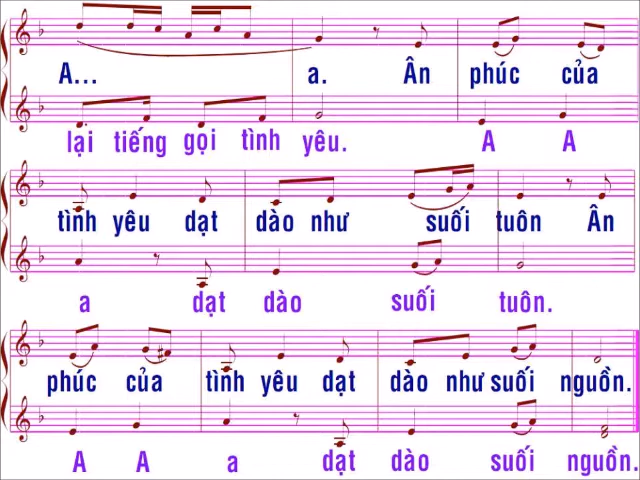 A... a. Ân phúc của
lại tiếng gọi tình yêu. A A
tình yêu dạt dào như suối tuôn Ân
a dạt dào suối tuôn.
phúc của tình yêu dạt dào như suối nguồn.
A A a dạt dào suối nguồn.